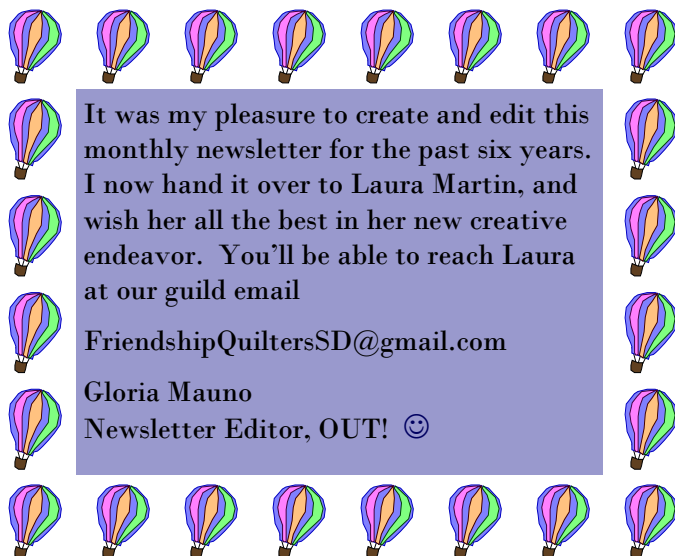 It was my pleasure to create and edit this
monthly newsletter for the past six years.
I now hand it over to Laura Martin, and
wish her all the best in her new creative
endeavor.  You’ll be able to reach Laura
at our guild email
FriendshipQuiltersSD@gmail.com
Gloria Mauno
Newsletter Editor, OUT! ☺